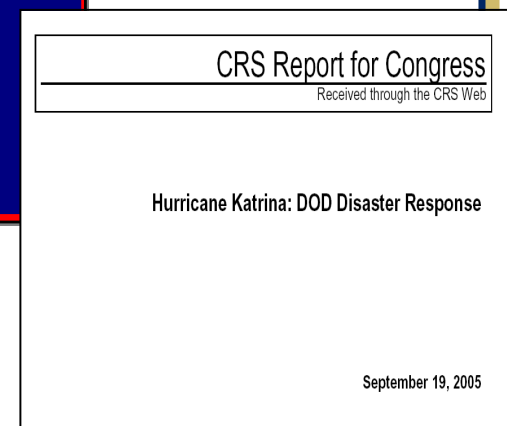 CRS Report for Congress
Received through the CRS Web
Hurricane Katrina: DOD Disaster Response
September 19, 2005